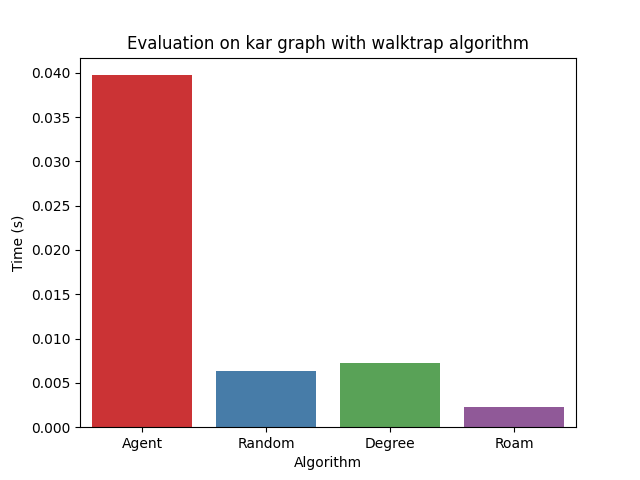 Evaluation on kar graph with walktrap algorithm
0.040
0.035
0.030
0.025
0.020
0.015
0.010
0.005
0.000
Time (s)
Agent Random Degree Roam
Algorithm